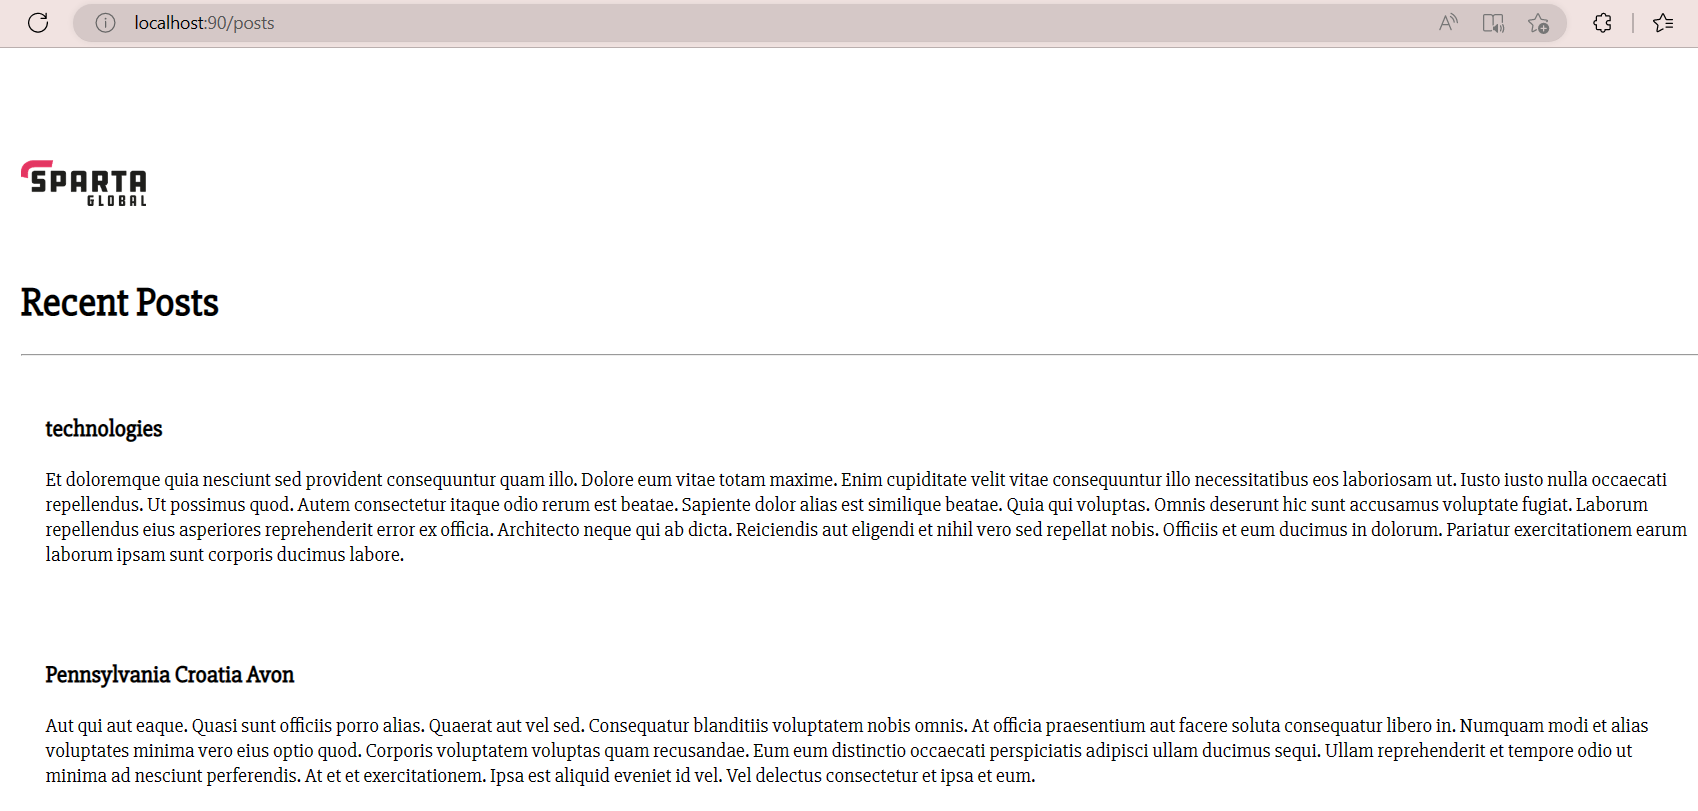 localhost:90/posts
SPARTA
GLOBAL
Recent Posts
technologies
Et doloremque quia nesciunt sed provident consequuntur quam illo. Dolore eum vitae totam maxime. Enim cupiditate velit vitae consequuntur illo necessitatibus eos laboriosam ut. Iusto iusto nulla occaecati
repellendus. Ut possimus quod. Autem consectetur itaque odio rerum est beatae. Sapiente dolor alias est similique beatae. Quia qui voluptas. Omnis deserunt hic sunt accusamus voluptate fugiat. Laborum
repellendus eius asperiores reprehenderit error ex officia. Architecto neque qui ab dicta. Reiciendis aut eligendi et nihil vero sed repellat nobis. Officiis et eum ducimus in dolorum. Pariatur exercitationem earum
laborum ipsam sunt corporis ducimus labore.
Pennsylvania Croatia Avon
Aut qui aut eaque. Quasi sunt officiis porro alias. Quaerat aut vel sed. Consequatur blanditiis voluptatem nobis omnis. At officia praesentium aut facere soluta consequatur libero in. Numquam modi et alias
voluptates minima vero eius optio quod. Corporis voluptatem voluptas quam recusandae. Eum eum distinctio occaecati perspiciatis adipisci ullam ducimus sequi. Ullam reprehenderit et tempore odio ut
minima ad nesciunt perferendis. At et et exercitationem. Ipsa est aliquid eveniet id vel. Vel delectus consectetur et ipsa et eum.